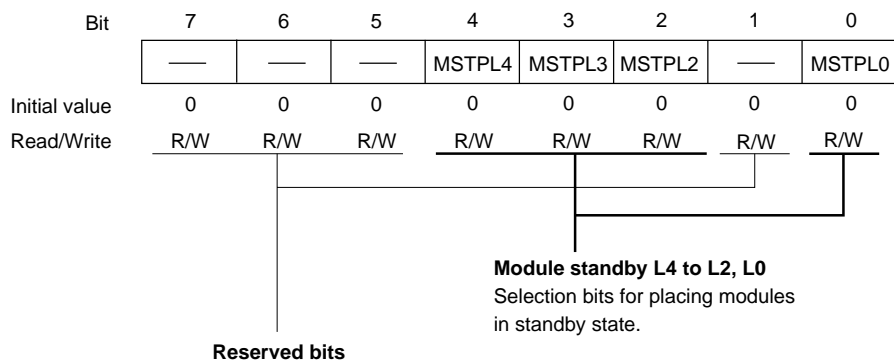 Bit 7 6 5 4 3 2 1 0
— — — MSTPL4 MSTPL3 MSTPL2 — MSTPL0
Initial value 0 0 0 0 0 0 0 0
Read/Write R/W R/W R/W R/W R/W R/W R/W R/W
Module standby L4 to L2, L0
Selection bits for placing modules
in standby state.
Reserved bits